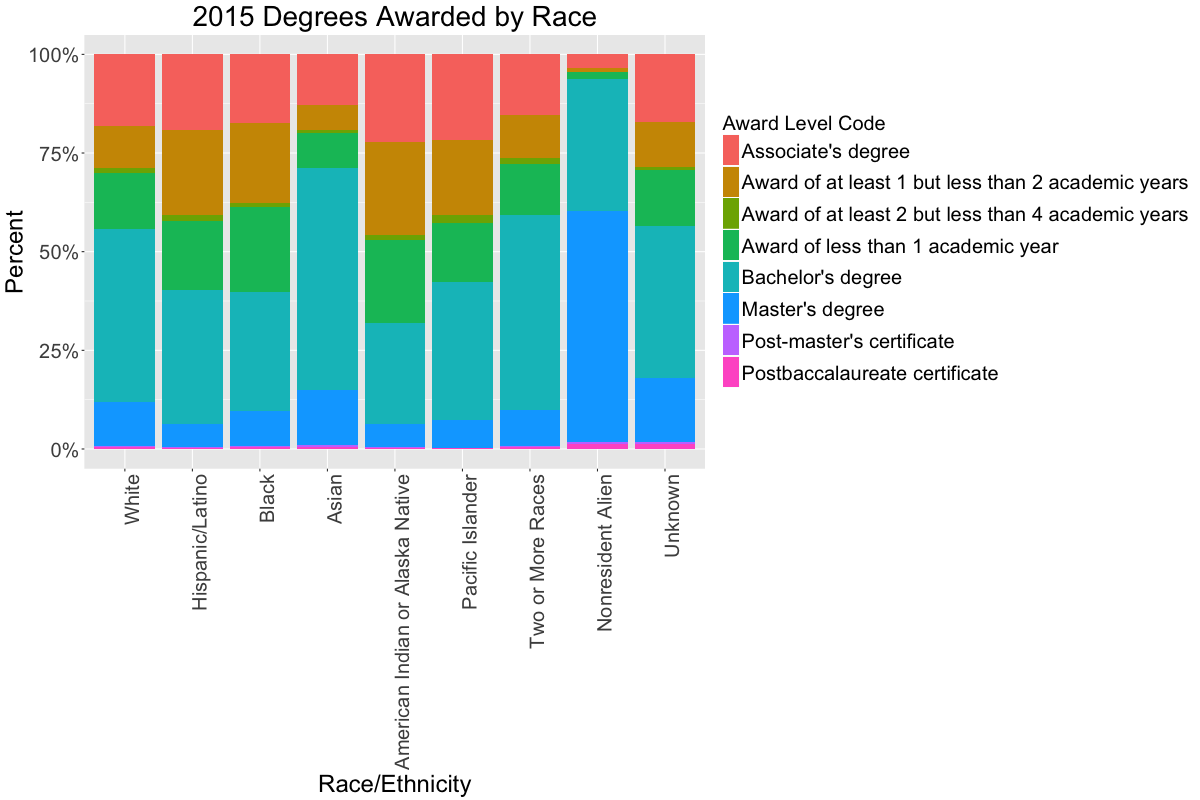 2015 Degrees Awarded by Race
100%
75%
50%
25%
0%
Percent
White
Hispanic/Latino
Black
Asian
American Indian or Alaska Native
Pacific Islander
Two or More Races
Nonresident Alien
Unknown
Race/Ethnicity
Award Level Code
Associate's degree
Award of at least 1 but less than 2 academic years
Award of at least 2 but less than 4 academic years
Award of less than 1 academic year
Bachelor's degree
Master's degree
Post-master's certificate
Postbaccalaureate certificate